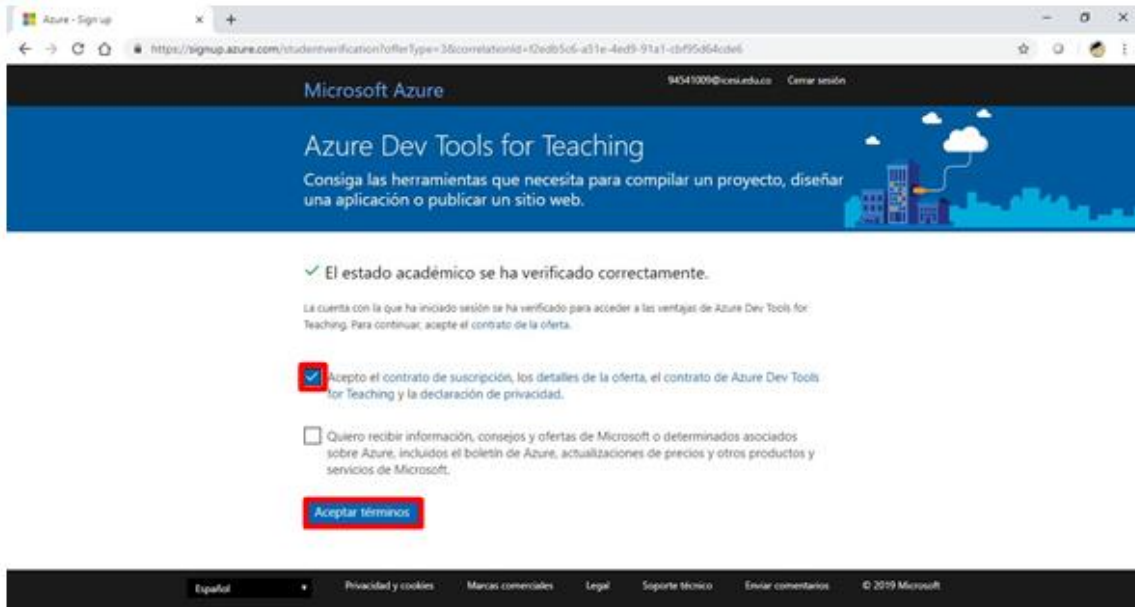 Azure - Sign up
https://signup.azure.com/studentverification?offerType=3&correlationId=
94541009@icesi.edu.co Cerrar sesión
Microsoft Azure
Azure Dev Tools for Teaching
Consiga las herramientas que necesita para compilar un proyecto, diseñar
una aplicación o publicar un sitio web.
El estado académico se ha verificado correctamente.
La cuenta con la que ha iniciado sesión se ha verificado para acceder a las ventajas de Azure Dev Tools for
Teaching. Para continuar, acepte el contrato de la oferta.
Acepto el contrato de suscripción, los detalles de la oferta, el contrato de Azure Dev Tools
for Teaching y la declaración de privacidad.
Quiero recibir información, consejos y ofertas de Microsoft o determinados asociados
sobre Azure, incluidos el boletín de Azure, actualizaciones de precios y otros productos y
servicios de Microsoft.
Aceptar términos
Español Privacidad y cookies Marcas comerciales Legal Soporte técnico Enviar comentarios © 2019 Microsoft